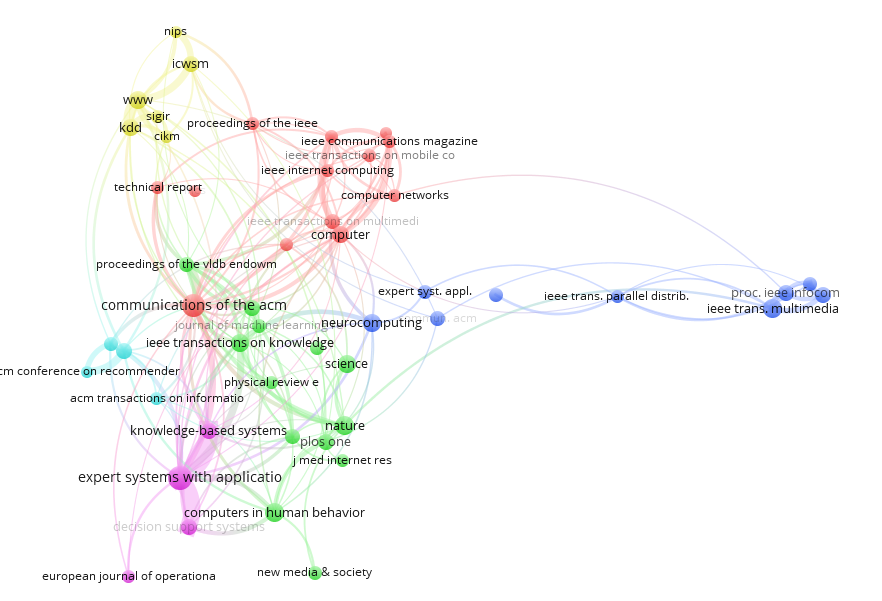 nips
icwsm
www
sigir
proceedings of the ieee
kdd
cikm
ieee communications magazine
ieee transactions on mobile co
ieee internet computing
technical report
computer networks
ieee transactions on multimedi
computer
proceedings of the vldb endowm
expert syst. appl.
proc. ieee infocom
ieee trans. parallel distrib.
communications of the acm
ieee trans. multimedia
acm
journal of machine learning
neurocomputing
ieee transactions on knowledge
science
cm conference on recommender
physical review e
acm transactions on informatio
nature
knowledge-based systems
plos one
j med internet res
expert systems with applicatio
computers in human behavior
decision support systems
european journal of operationa
new media & society